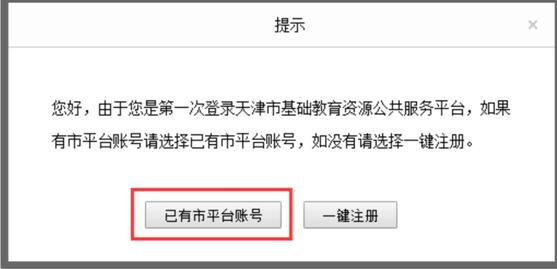 提示
×
您好，由于您是第一次登录天津市基础教育资源公共服务平台，如果
有市平台账号请选择已有市平台账号，如没有请选择一键注册。
已有市平台账号 一键注册